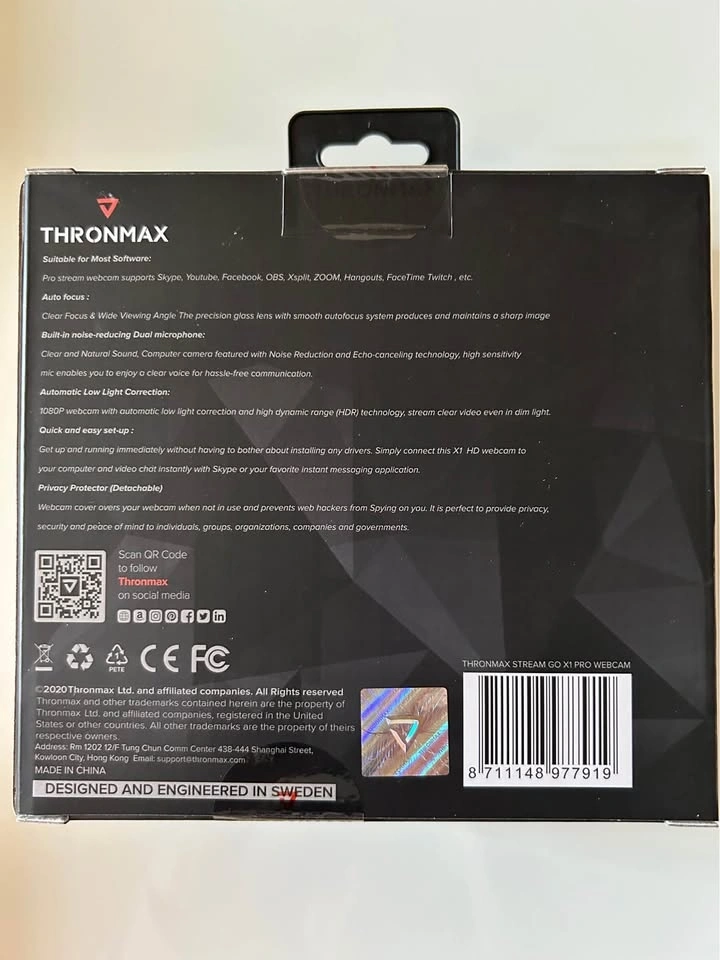 THRONMAX
Suitable for Most Software:
Pro stream webcam supports Skype, Youtube, Facebook, OBS, Xsplit, ZOOM, Hangouts, FaceTime Twitch , etc.
Auto focus :
Clear Focus & Wide Viewing Angle The precision glass lens with smooth autofocus system produces and maintains a sharp image
Built-in noise-reducing Dual microphone:
Clear and Natural Sound, Computer camera featured with Noise Reduction and Echo-canceling technology, high sensitivity
mic enables you to enjoy a clear voice for hassle-free communication.
Automatic Low Light Correction:
1080P webcam with automatic low light correction and high dynamic range (HDR) technology, stream clear video even in dim light.
Quick and easy set-up :
Get up and running immediately without having to bother about installing any drivers. Simply connect this X1 HD webcam to
your computer and video chat instantly with Skype or your favorite instant messaging application.
Privacy Protector (Detachable)
Webcam cover overs your webcam when not in use and prevents web hackers from Spying on you. It is perfect to provide privacy,
security and peace of mind to individuals, groups, organizations, companies and governments.
Scan QR Code
to follow
Thronmax
on social media
1
PETE
CE FC
THRONMAX STREAM GO X1 PRO WEBCAM
8 711148 977919
©2020 Thronmax Ltd. and affiliated companies. All Rights reserved
Thronmax and other trademarks contained herein are the property of
Thronmax Ltd. and affiliated companies, registered in the United
States or other countries. All other trademarks are property of theirs
respective owners.
Address: Rm 1202 12/F Tung Chun Comm Center 438-444 Shanghai Street,
Kowloon City, Hong Kong Email: support@thronmax.com
MADE IN CHINA
DESIGNED AND ENGINEERED IN SWEDEN